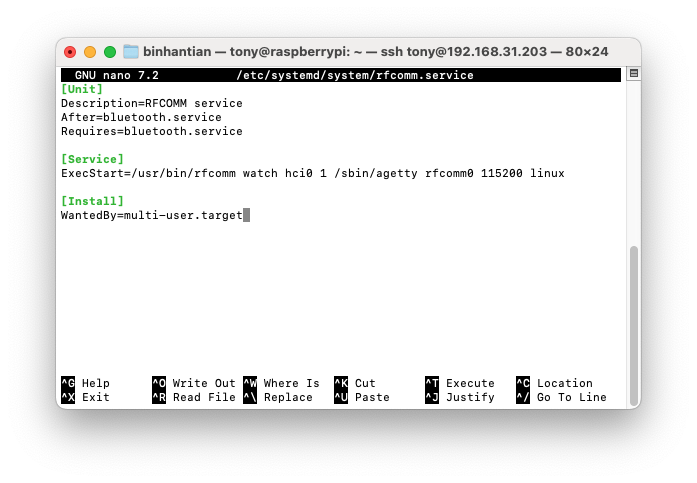 binhantian — tony@raspberrypi: ~ — ssh tony@192.168.31.203 — 80×24
GNU nano 7.2 /etc/systemd/system/rfcomm.service
[Unit]
Description=RFCOMM service
After=bluetooth.service
Requires=bluetooth.service
[Service]
ExecStart=/usr/bin/rfcomm watch hci0 1 /sbin/agetty rfcomm0 115200 linux
[Install]
WantedBy=multi-user.target
^G Help ^O Write Out ^W Where Is ^K Cut ^T Execute ^C Location
^X Exit ^R Read File ^\ Replace ^U Paste ^J Justify ^/ Go To Line